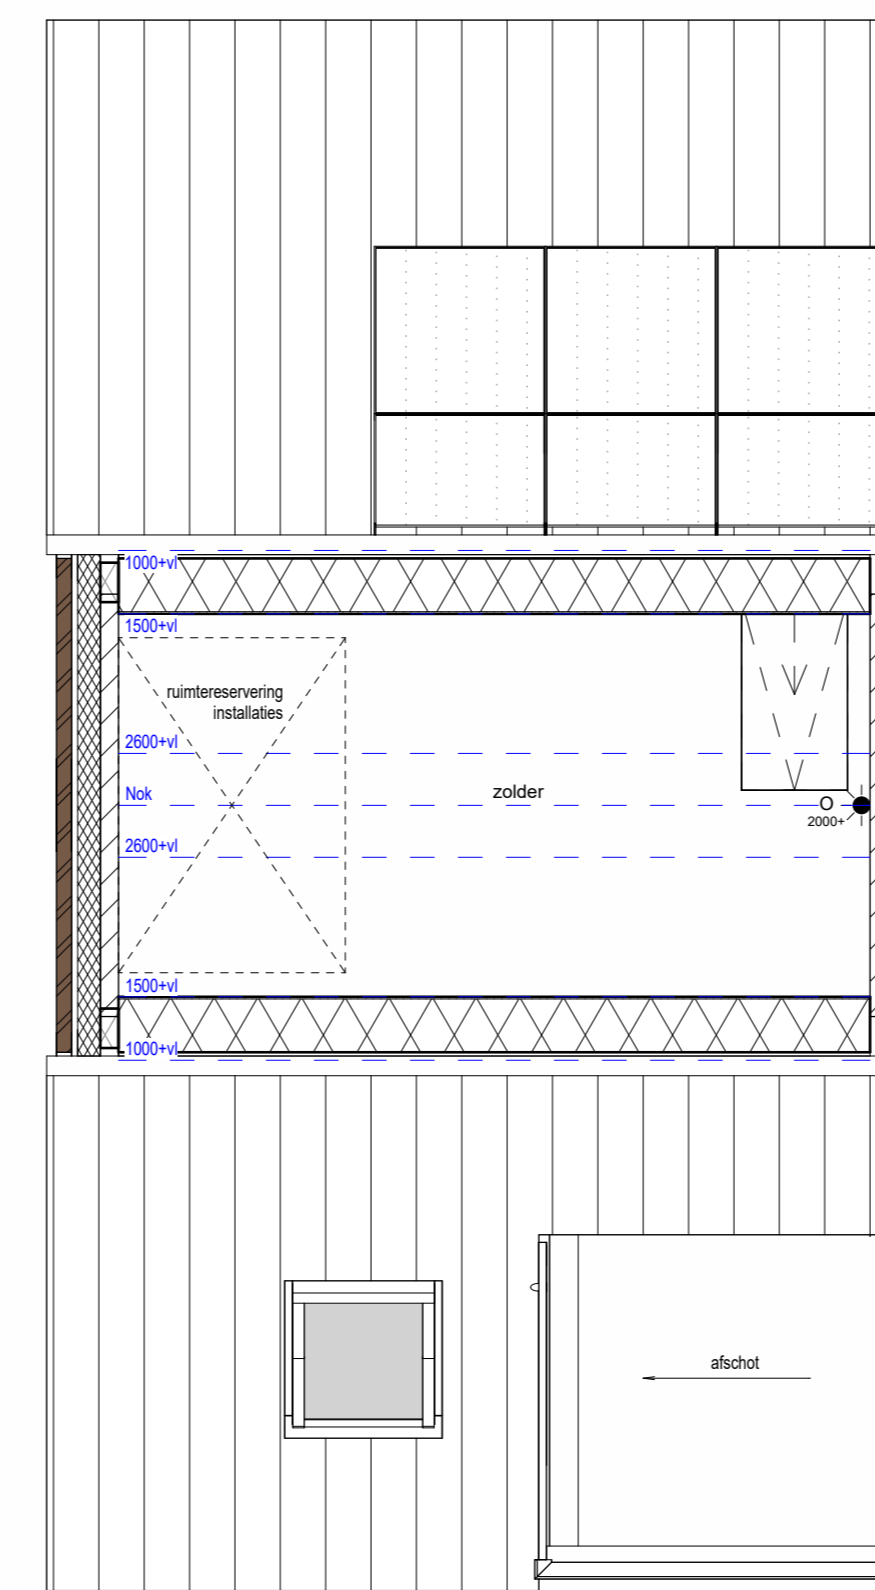 1000+vl
1500+vl
ruimtereservering
installaties
2600+vl
Nok
zolder
O
2000+
2600+vl
1500+vl
1000+vl
afschot